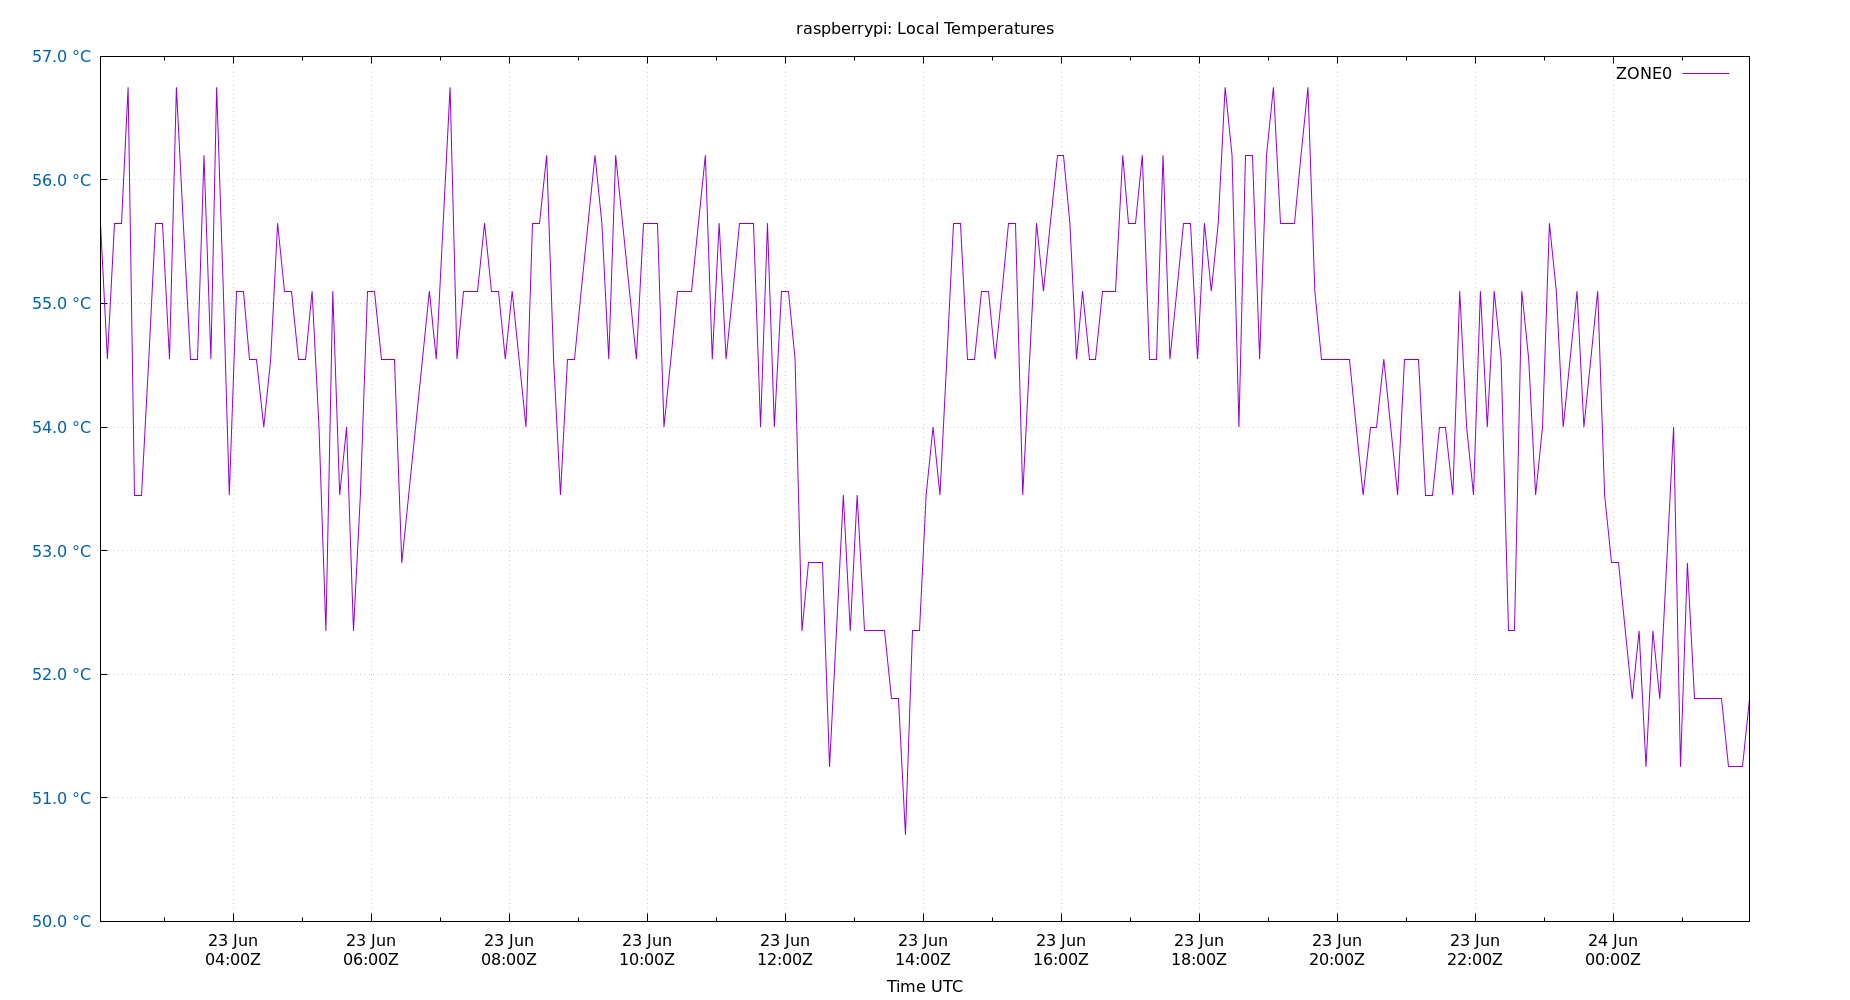 raspberrypi: Local Temperatures
57.0 °C
ZONE0
56.0 °C
55.0 °C
54.0 °C
53.0 °C
52.0 °C
51.0 °C
50.0 °C
23 Jun 23 Jun 23 Jun 23 Jun 23 Jun 23 Jun 23 Jun 23 Jun 23 Jun 23 Jun 24 Jun
04:00Z 06:00Z 08:00Z 10:00Z 12:00Z 14:00Z 16:00Z 18:00Z 20:00Z 22:00Z 00:00Z
Time UTC